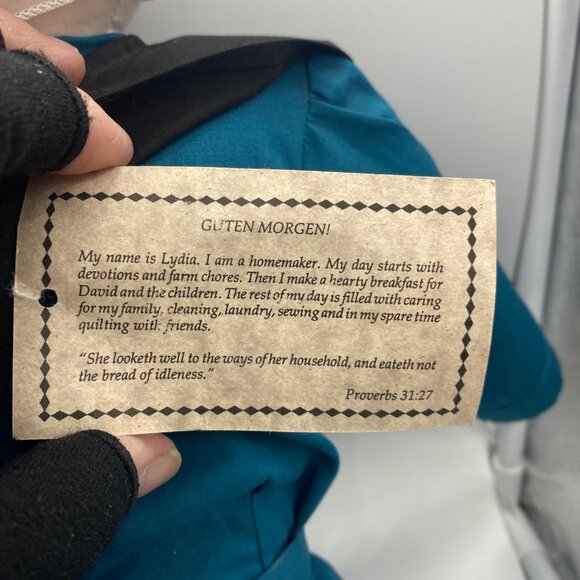 GUTEN MORGEN!
My name is Lydia. I am a homemaker. My day starts with
devotions and farm chores. Then I make a hearty breakfast for
David and the children. The rest of my day is filled with caring
for my family, cleaning, laundry, sewing and in my spare time
quilting with friends.
"She looketh well to the ways of her household, and eateth not
the bread of idleness."
Proverbs 31:27